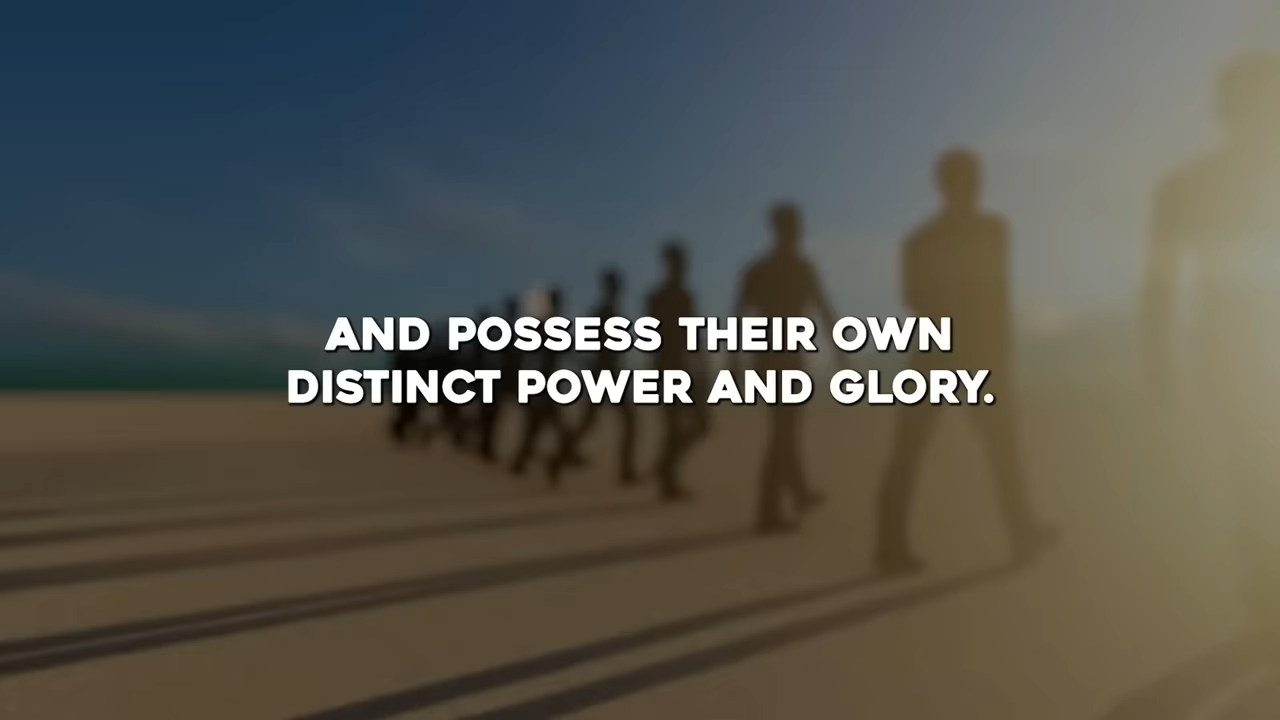 AND POSSESS THEIR OWN
DISTINCT POWER AND GLORY.